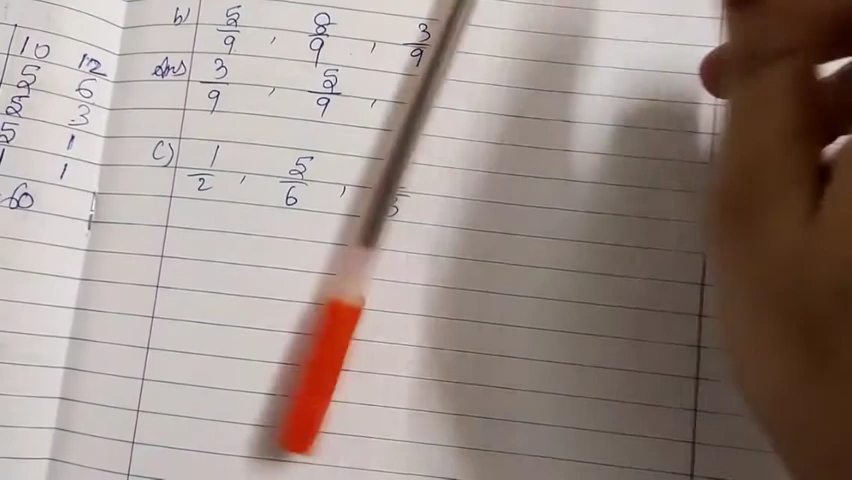 10 12
5 6
5 3
5 1
1 1
60
b) 5/9 , 8/9 , 3/9
Ans 3/9 , 5/9 ,
c) 1/2 , 5/6 , /3